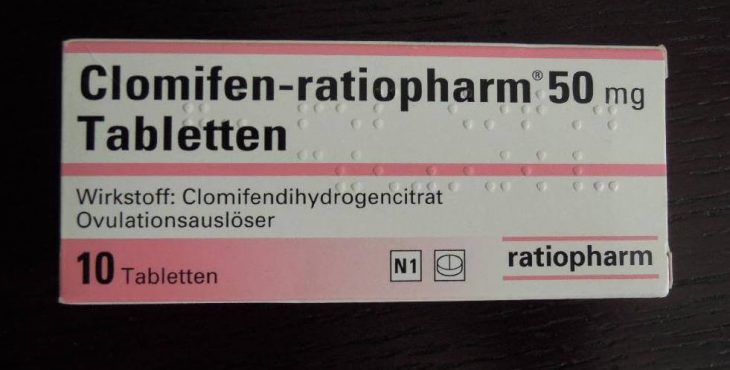 Clomifen-ratiopharm® 50 mg
Tabletten
Wirkstoff: Clomifendihydrogencitrat
Ovulationsauslöser
10 Tabletten
N1
ratiopharm